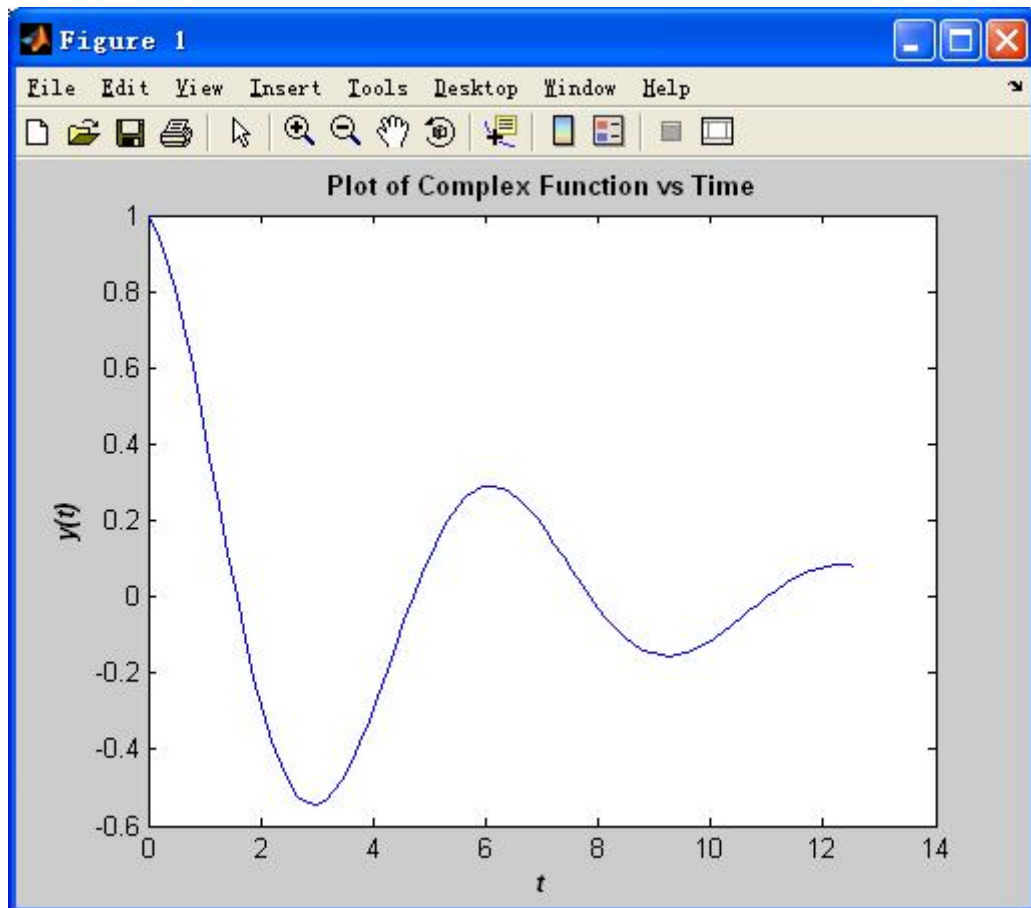 Figure 1
File Edit View Insert Tools Desktop Window Help
Plot of Complex Function vs Time
1
0.8
0.6
0.4
0.2
0
-0.2
-0.4
-0.6
y(t)
0 2 4 6 8 10 12 14
t